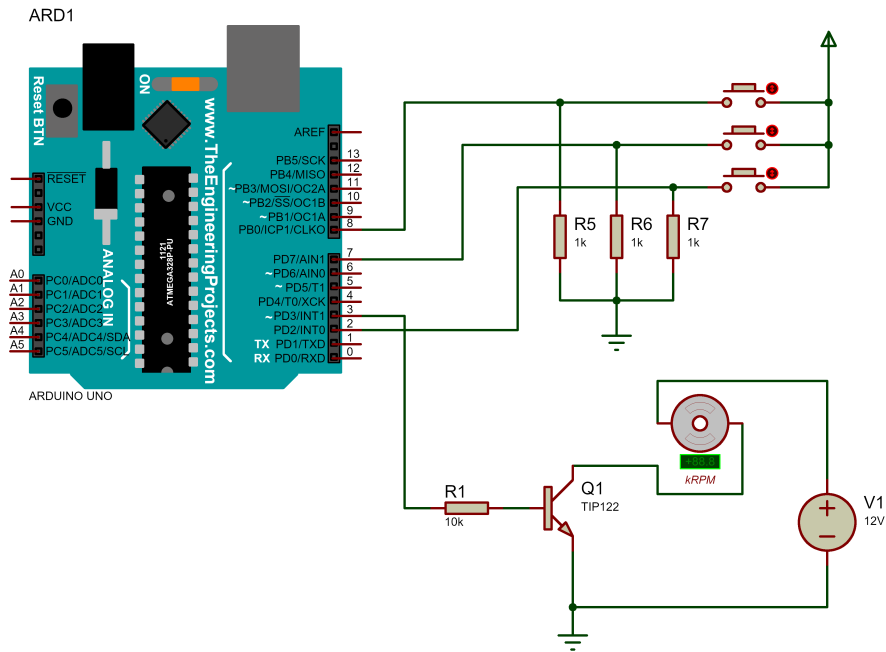 ARD1
Reset BTN
ON
www.TheEngineeringProjects.com
1121
ATMEGA328P-PU
ANALOG IN
RESET
VCC
GND
A0 PC0/ADC0
A1 PC1/ADC1
A2 PC2/ADC2
A3 PC3/ADC3
A4 PC4/ADC4/SDA
A5 PC5/ADC5/SCL
AREF
PB5/SCK 13
PB4/MISO 12
~PB3/MOSI/OC2A 11
~PB2/SS/OC1B 10
~PB1/OC1A 9
PB0/ICP1/CLKO 8
PD7/AIN1 7
~PD6/AIN0 6
~PD5/T1 5
PD4/T0/XCK 4
~PD3/INT1 3
PD2/INT0 2
TX PD1/TXD 1
RX PD0/RXD 0
ARDUINO UNO
R5
1k
R6
1k
R7
1k
R1
10k
Q1
TIP122
+88.8
kRPM
V1
12V